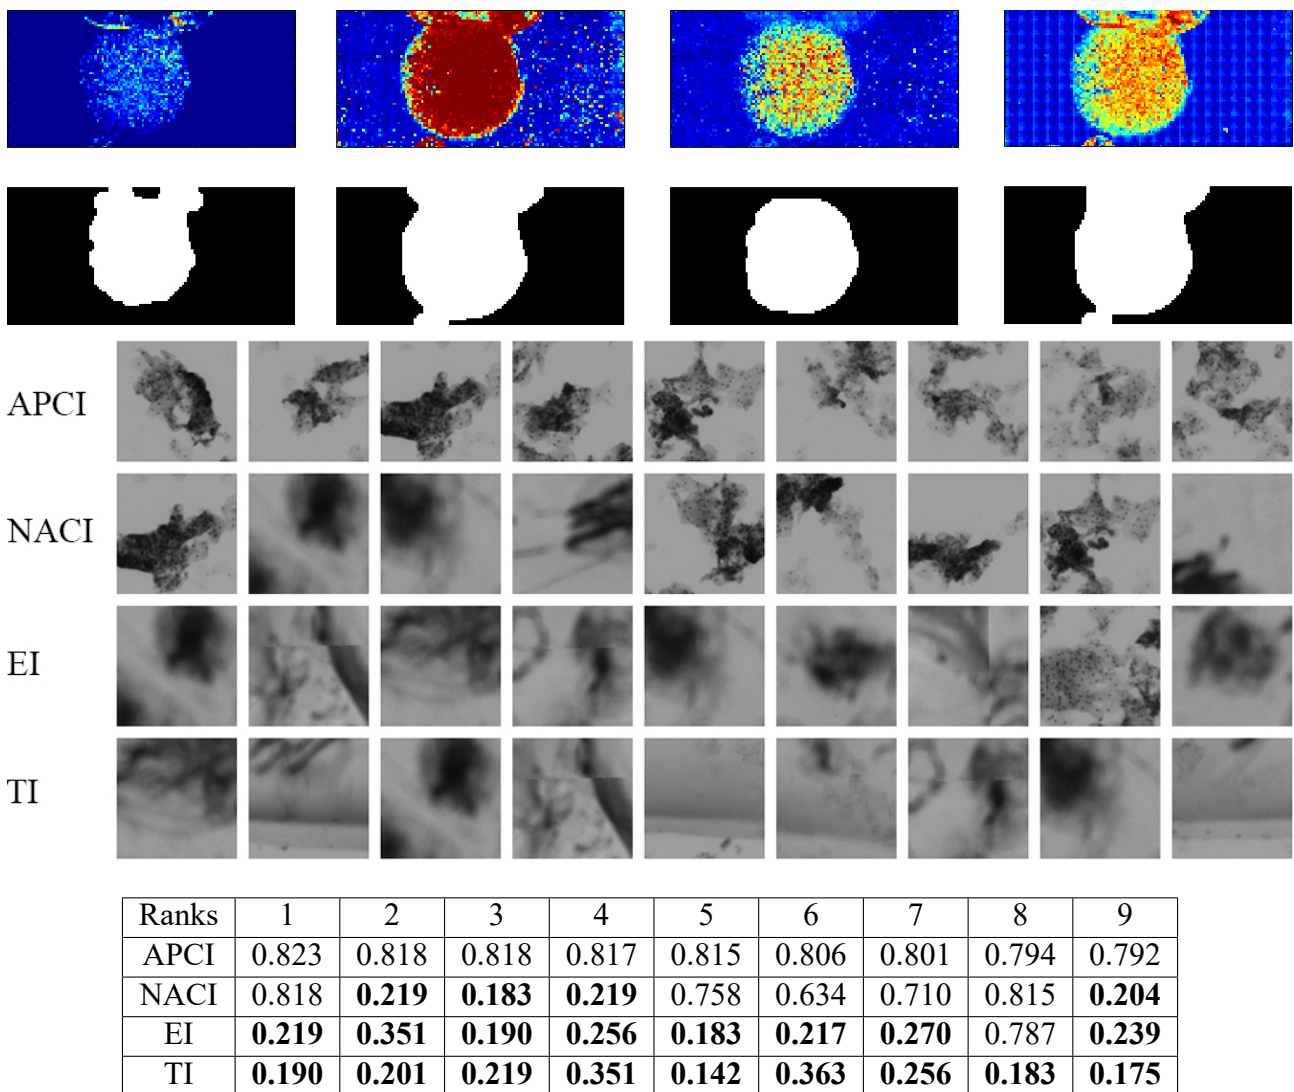 APCI
NACI
EI
TI
Ranks 1 2 3 4 5 6 7 8 9
APCI 0.823 0.818 0.818 0.817 0.815 0.806 0.801 0.794 0.792
NACI 0.818 0.219 0.183 0.219 0.758 0.634 0.710 0.815 0.204
EI 0.219 0.351 0.190 0.256 0.183 0.217 0.270 0.787 0.239
TI 0.190 0.201 0.219 0.351 0.142 0.363 0.256 0.183 0.175